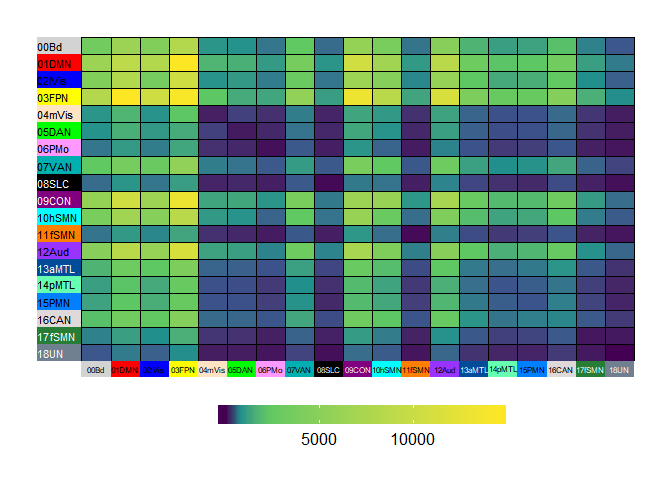 00Bd
01DMN
02Vis
03FPN
04mVis
05DAN
06PMo
07VAN
08SLC
09CON
10hSMN
11fSMN
12Aud
13aMTL
14pMTL
15PMN
16CAN
17fSMN
18UN
00Bd 01DMN 02Vis 03FPN 04mVis 05DAN 06PMo 07VAN 08SLC 09CON 10hSMN 11fSMN 12Aud 13aMTL 14pMTL 15PMN 16CAN 17fSMN 18UN
5000 10000